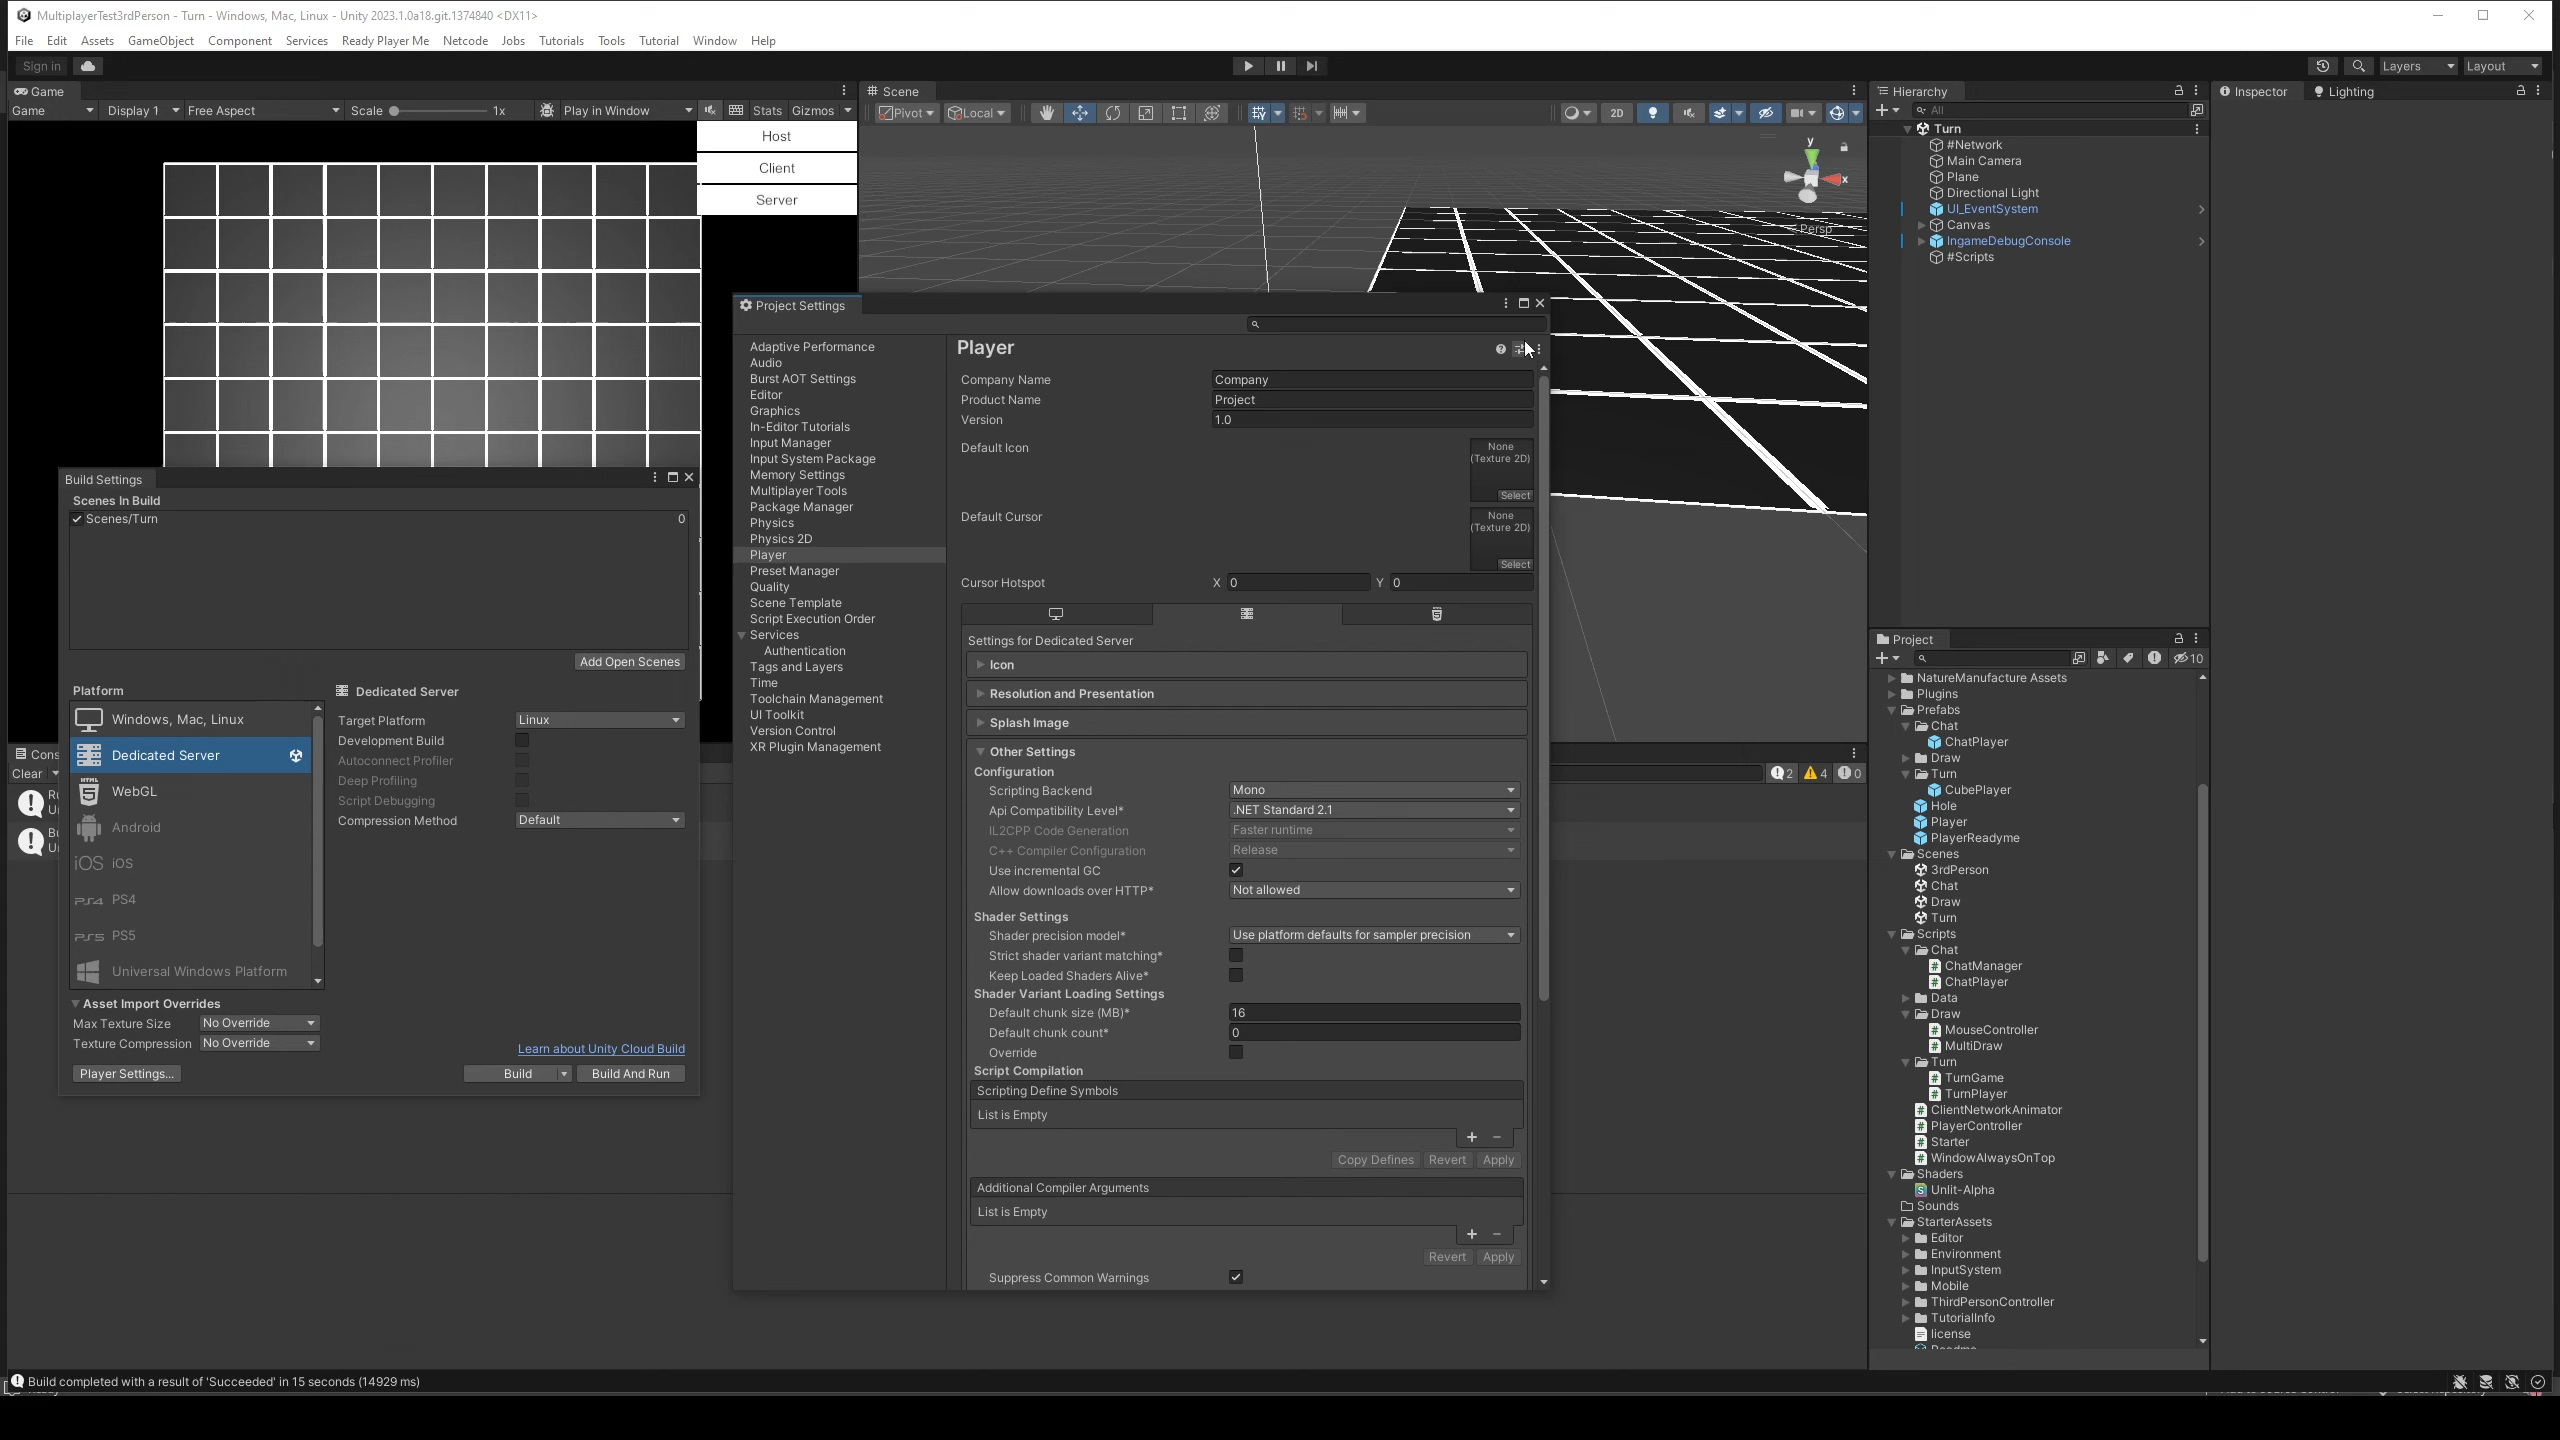 MultiplayerTest3rdPerson - Turn - Windows, Mac, Linux - Unity 2023.1.0a18.git.1374840 <DX11>
File Edit Assets GameObject Component Services Ready Player Me Netcode Jobs Tutorials Tools Tutorial Window Help
Sign in
Layers Layout
Game
Game Display 1 Free Aspect Scale 1x Play in Window Stats Gizmos
Host
Client
Server
Scene
Pivot Local 2D
y
x
Persp
Hierarchy
All
Turn
#Network
Main Camera
Plane
Directional Light
UI_EventSystem
Canvas
IngameDebugConsole
#Scripts
Inspector Lighting
Build Settings
Scenes In Build
Scenes/Turn 0
Add Open Scenes
Platform
Windows, Mac, Linux
Dedicated Server
HTML
WebGL
Android
iOS iOS
PS4 PS4
PS5 PS5
Universal Windows Platform
Dedicated Server
Target Platform Linux
Development Build
Autoconnect Profiler
Deep Profiling
Script Debugging
Compression Method Default
Asset Import Overrides
Max Texture Size No Override
Texture Compression No Override
Learn about Unity Cloud Build
Player Settings... Build Build And Run
Cons
Clear
2 4 0
Project Settings
Adaptive Performance
Audio
Burst AOT Settings
Editor
Graphics
In-Editor Tutorials
Input Manager
Input System Package
Memory Settings
Multiplayer Tools
Package Manager
Physics
Physics 2D
Player
Preset Manager
Quality
Scene Template
Script Execution Order
Services
Authentication
Tags and Layers
Time
Toolchain Management
UI Toolkit
Version Control
XR Plugin Management
Player
Company Name Company
Product Name Project
Version 1.0
Default Icon
None
(Texture 2D)
Select
Default Cursor
None
(Texture 2D)
Select
Cursor Hotspot X 0 Y 0
Settings for Dedicated Server
Icon
Resolution and Presentation
Splash Image
Other Settings
Configuration
Scripting Backend Mono
Api Compatibility Level* .NET Standard 2.1
IL2CPP Code Generation Faster runtime
C++ Compiler Configuration Release
Use incremental GC
Allow downloads over HTTP* Not allowed
Shader Settings
Shader precision model* Use platform defaults for sampler precision
Strict shader variant matching*
Keep Loaded Shaders Alive*
Shader Variant Loading Settings
Default chunk size (MB)* 16
Default chunk count* 0
Override
Script Compilation
Scripting Define Symbols
List is Empty
Copy Defines Revert Apply
Additional Compiler Arguments
List is Empty
Revert Apply
Suppress Common Warnings
Project
10
NatureManufacture Assets
Plugins
Prefabs
Chat
ChatPlayer
Draw
Turn
CubePlayer
Hole
Player
PlayerReadyme
Scenes
3rdPerson
Chat
Draw
Turn
Scripts
Chat
ChatManager
ChatPlayer
Data
Draw
MouseController
MultiDraw
Turn
TurnGame
TurnPlayer
ClientNetworkAnimator
PlayerController
Starter
WindowAlwaysOnTop
Shaders
Unlit-Alpha
Sounds
StarterAssets
Editor
Environment
InputSystem
Mobile
ThirdPersonController
TutorialInfo
license
Build completed with a result of 'Succeeded' in 15 seconds (14929 ms)